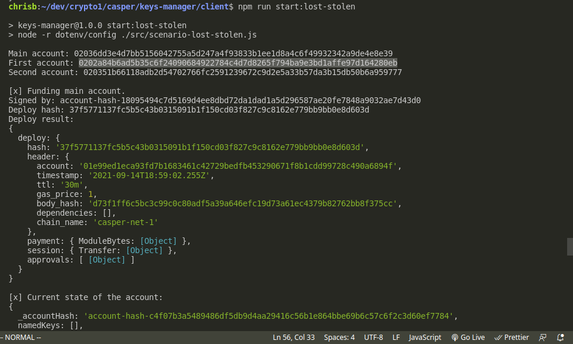 chrisb:~/dev/crypto1/casper/keys-manager/client$ npm run start:lost-stolen
> keys-manager@1.0.0 start:lost-stolen
> node -r dotenv/config ./src/scenario-lost-stolen.js
Main account: 02036dd3e4d7bb5156042755a5d247a4f93833b1ee1d8a4c6f49932342a9de4e8e39
First account: 0202a84b6ad5b35c6f24090684922784c4d7d8265f794ba9e3bd1affe97d164280eb
Second account: 020351b66118adb2d54702766fc2591239672c9d2e5a33b57da3b15db50b6a959777
[x] Funding main account.
Signed by: account-hash-18095494c7d5169d4ee8dbd72da1dad1a5d296587ae20fe7848a9032ae7d43d0
Deploy hash: 37f5771137fc5b5c43b0315091b1f150cd03f827c9c8162e779bb9bb0e8d603d
Deploy result:
{
deploy: {
hash: '37f5771137fc5b5c43b0315091b1f150cd03f827c9c8162e779bb9bb0e8d603d',
header: {
account: '01e99ed1eca93fd7b1683461c42729bedfb453290671f8b1cdd99728c490a6894f',
timestamp: '2021-09-14T18:59:02.255Z',
ttl: '30m',
gas_price: 1,
body_hash: 'd73f1ff6c5bc3c99c0c80adf5a39a646efc19d73a61ec4379b82762bb8f375cc',
dependencies: [],
chain_name: 'casper-net-1'
},
payment: { ModuleBytes: [Object] },
session: { Transfer: [Object] },
approvals: [ [Object] ]
}
}
[x] Current state of the account:
{
_accountHash: 'account-hash-c4f07b3a5489486df5db9d4aa29416c56b1e864bbe69b6c57c6f2c3d60ef7784',
namedKeys: [],
-- NORMAL -- Ln 56, Col 33 Spaces: 4 UTF-8 LF JavaScript Go Live Prettier